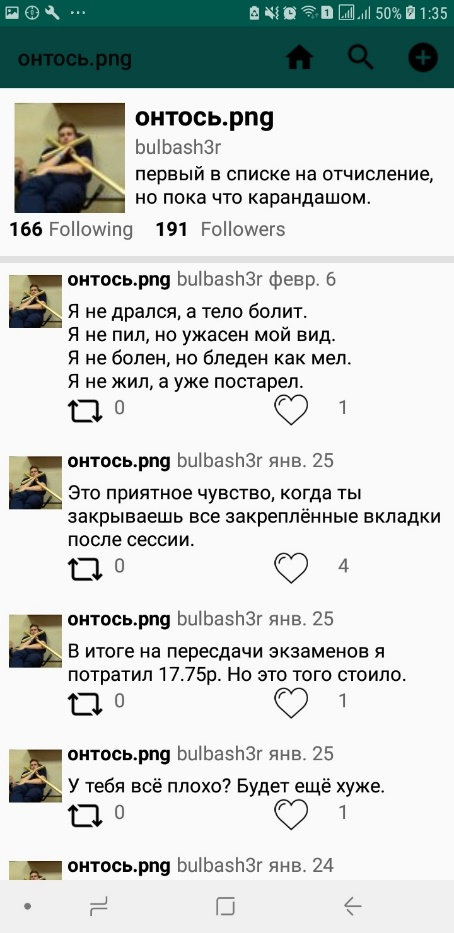 50% 1:35
онтось.png
онтось.png
bulbash3r
первый в списке на отчисление,
но пока что карандашом.
166 Following 191 Followers
онтось.png bulbash3r февр. 6
Я не дрался, а тело болит.
Я не пил, но ужасен мой вид.
Я не болен, но бледен как мел.
Я не жил, а уже постарел.
0 1
онтось.png bulbash3r янв. 25
Это приятное чувство, когда ты
закрываешь все закреплённые вкладки
после сессии.
0 4
онтось.png bulbash3r янв. 25
В итоге на пересдачи экзаменов я
потратил 17.75р. Но это того стоило.
0 1
онтось.png bulbash3r янв. 25
У тебя всё плохо? Будет ещё хуже.
0 1
онтось.png bulbash3r янв. 24